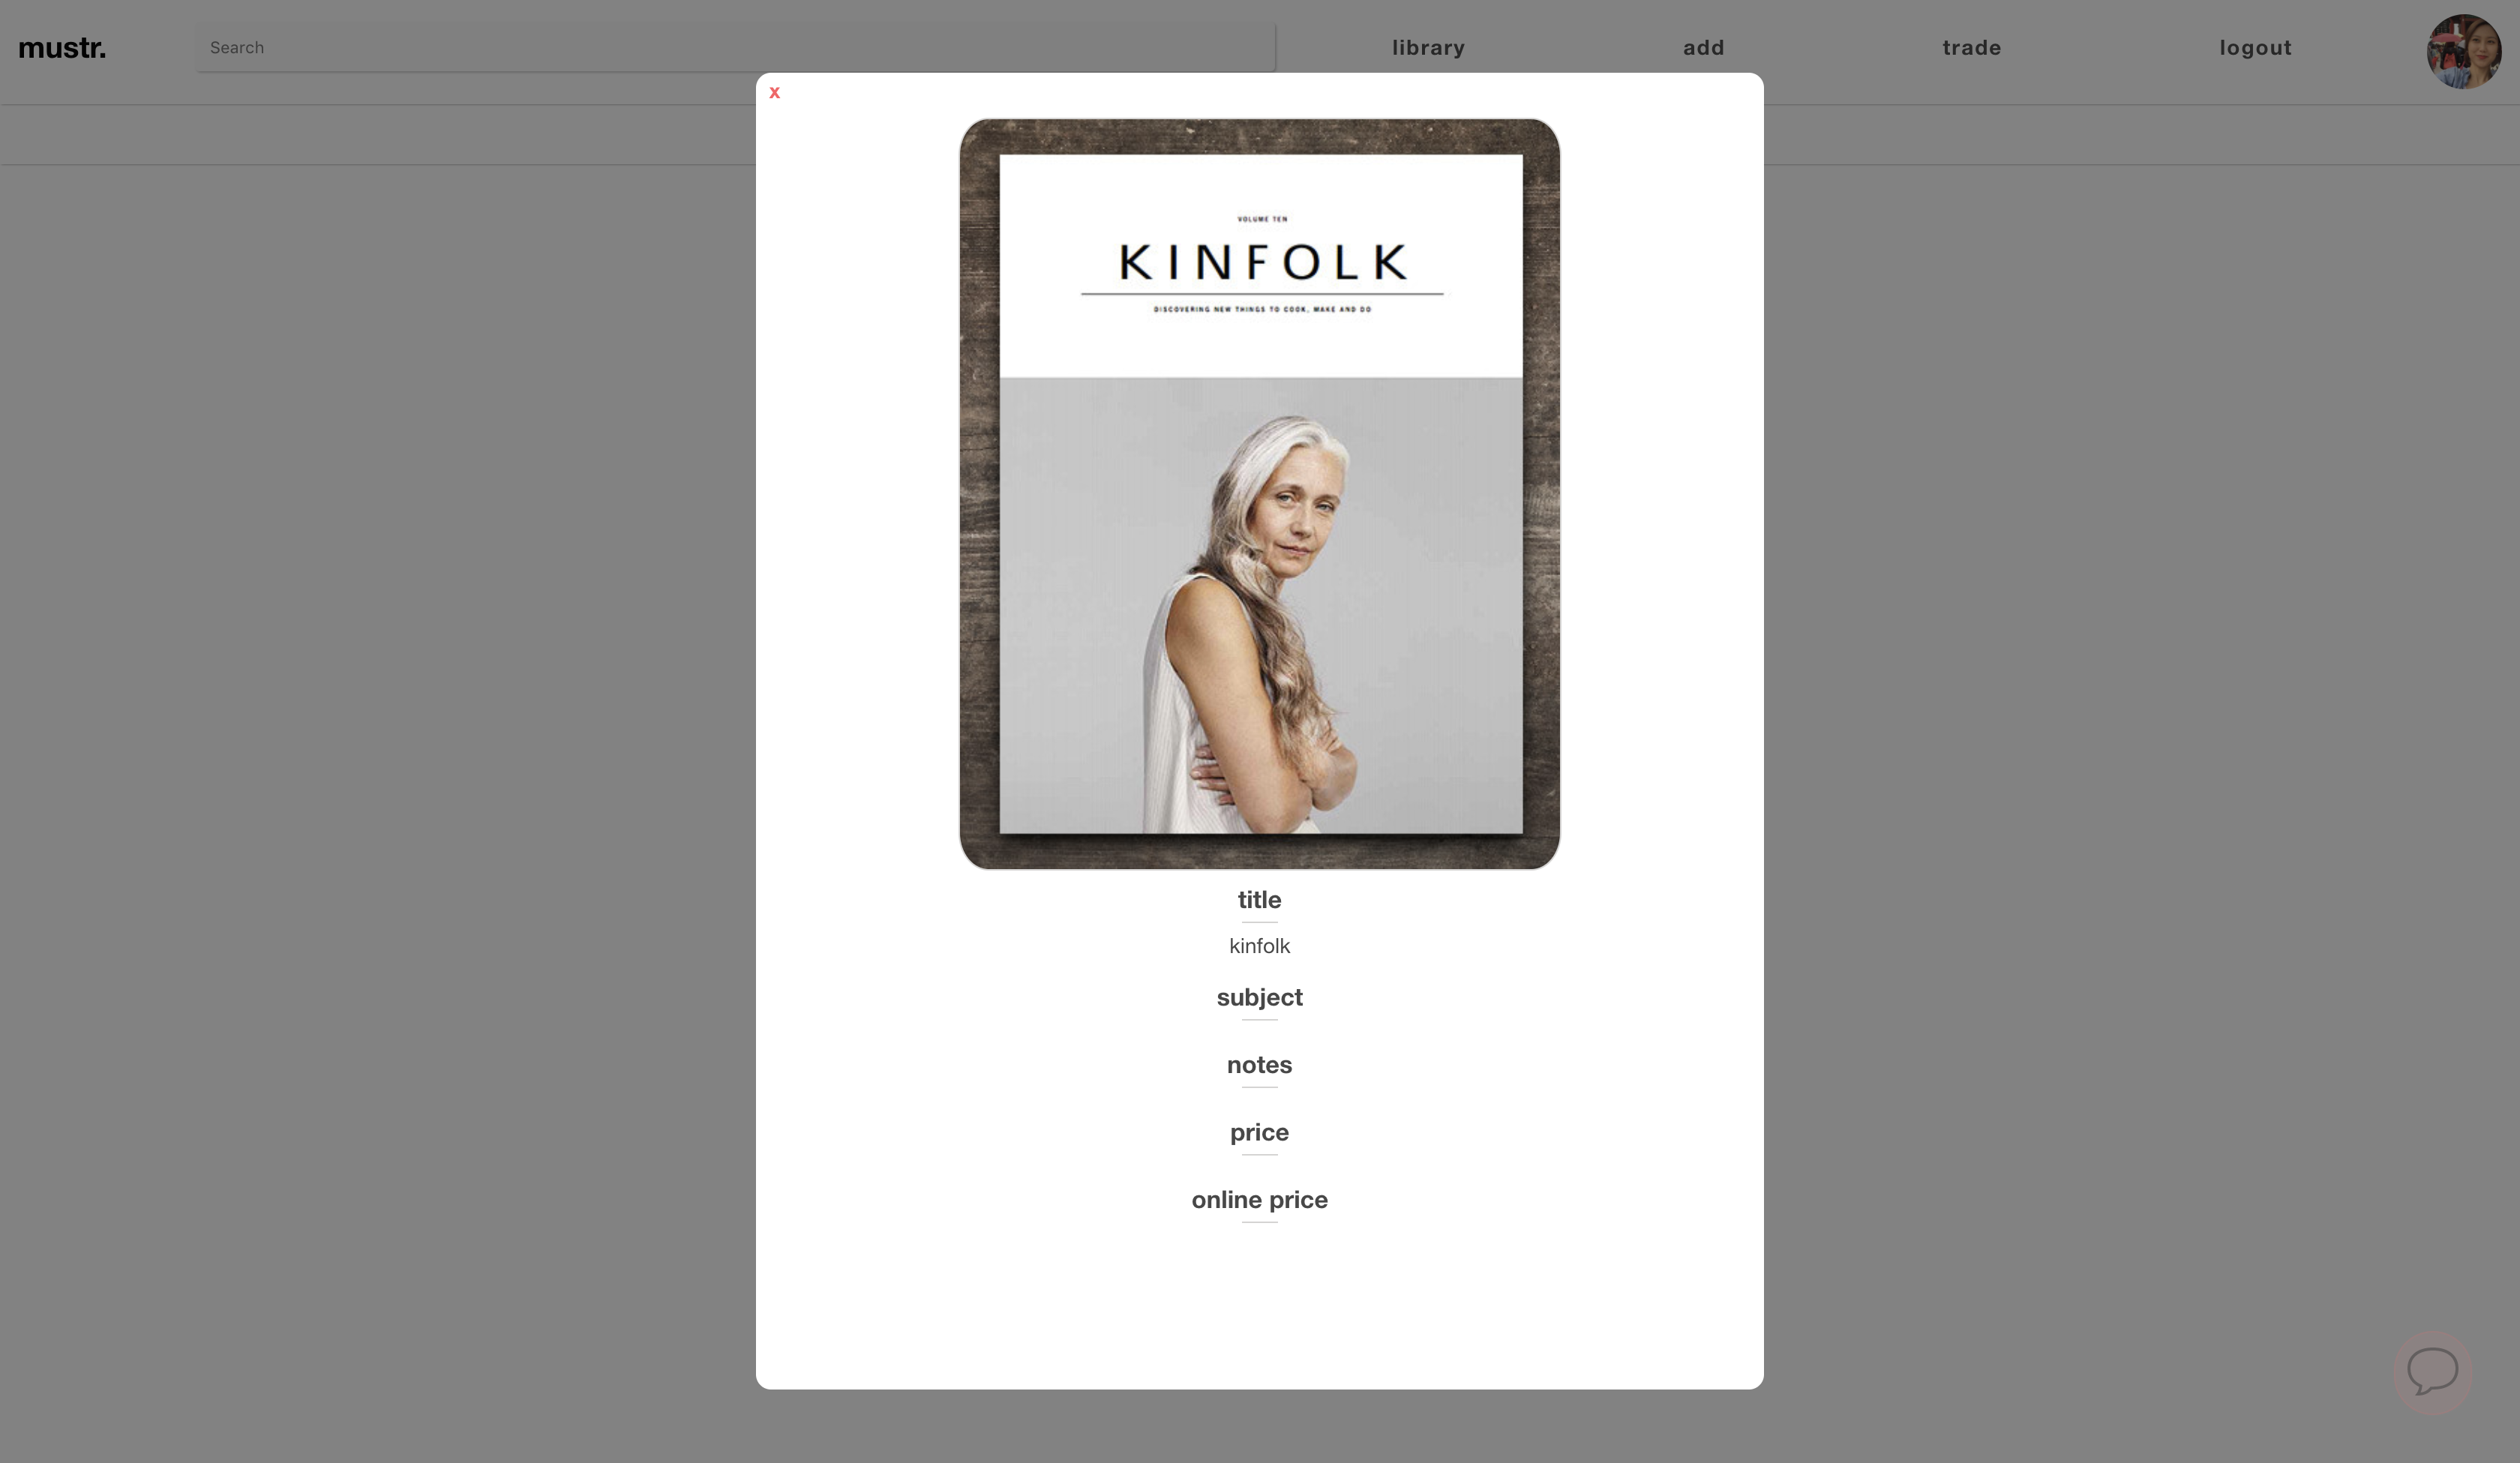 mustr.
Search
library
add
trade
logout
x
VOLUME TEN
KINFOLK
DISCOVERING NEW THINGS TO COOK, MAKE AND DO
title
kinfolk
subject
notes
price
online price